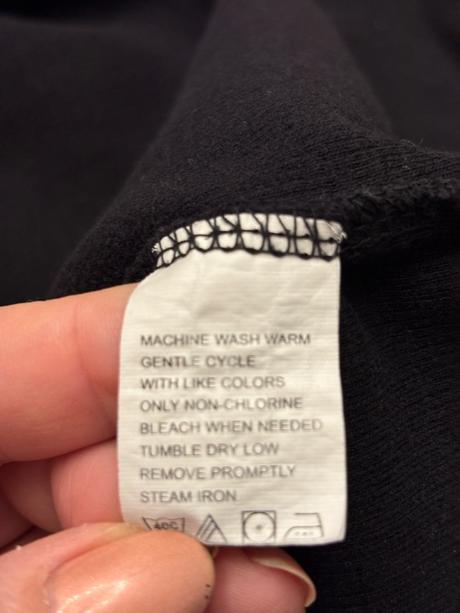 MACHINE WASH WARM
GENTLE CYCLE
WITH LIKE COLORS
ONLY NON-CHLORINE
BLEACH WHEN NEEDED
TUMBLE DRY LOW
REMOVE PROMPTLY
STEAM IRON
40C